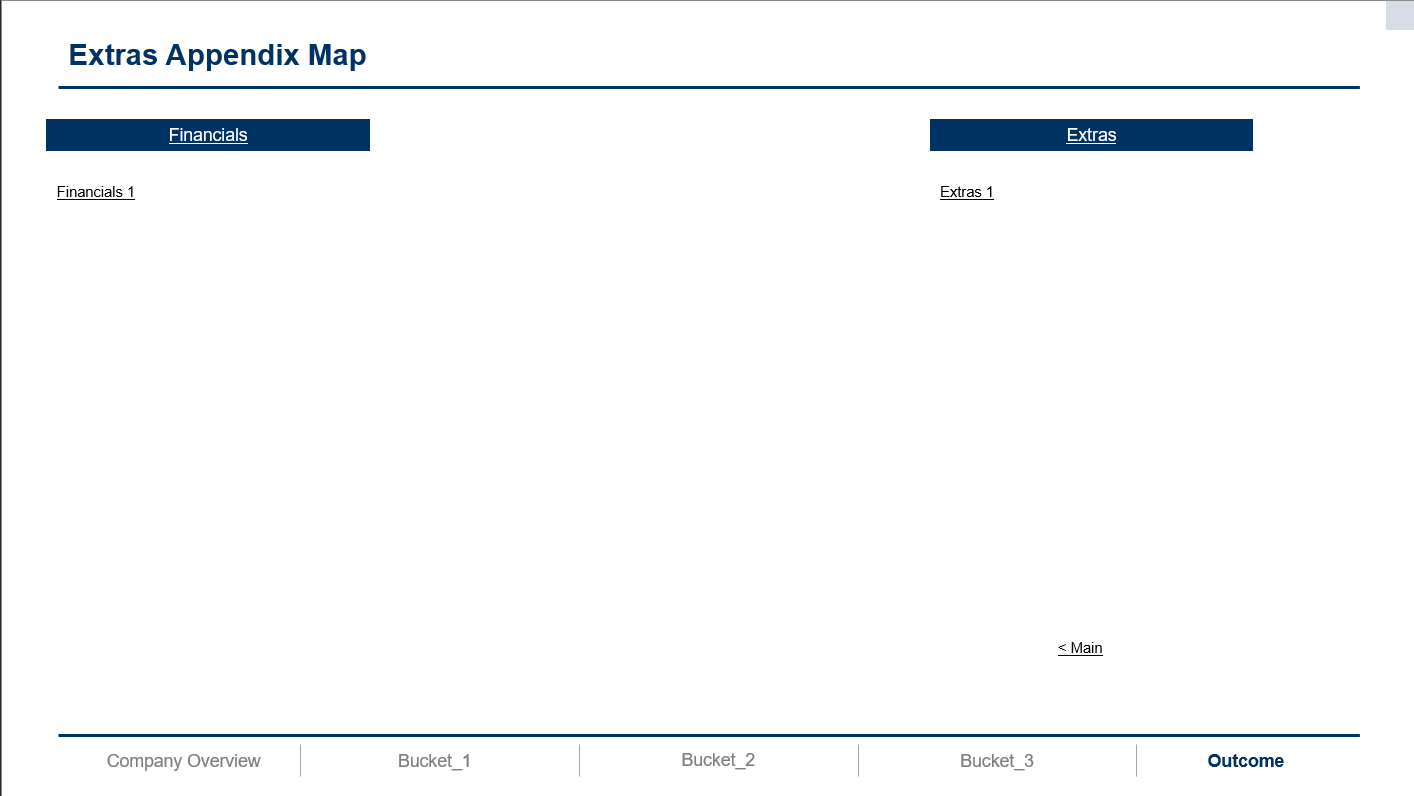 Extras Appendix Map
Financials
Extras
Financials 1
Extras 1
< Main
Company Overview
Bucket_1
Bucket_2
Bucket_3
Outcome